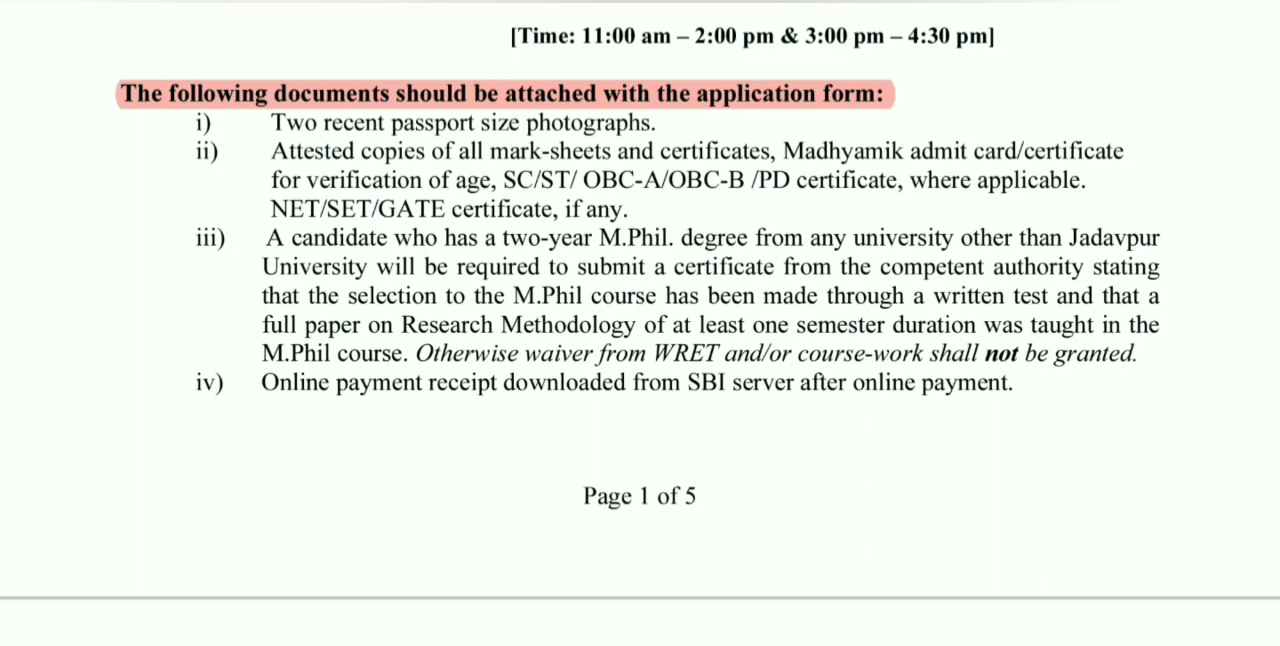 [Time: 11:00 am – 2:00 pm & 3:00 pm – 4:30 pm]
The following documents should be attached with the application form:
i) Two recent passport size photographs.
ii) Attested copies of all mark-sheets and certificates, Madhyamik admit card/certificate
for verification of age, SC/ST/ OBC-A/OBC-B /PD certificate, where applicable.
NET/SET/GATE certificate, if any.
iii) A candidate who has a two-year M.Phil. degree from any university other than Jadavpur
University will be required to submit a certificate from the competent authority stating
that the selection to the M.Phil course has been made through a written test and that a
full paper on Research Methodology of at least one semester duration was taught in the
M.Phil course. Otherwise waiver from WRET and/or course-work shall not be granted.
iv) Online payment receipt downloaded from SBI server after online payment.
Page 1 of 5